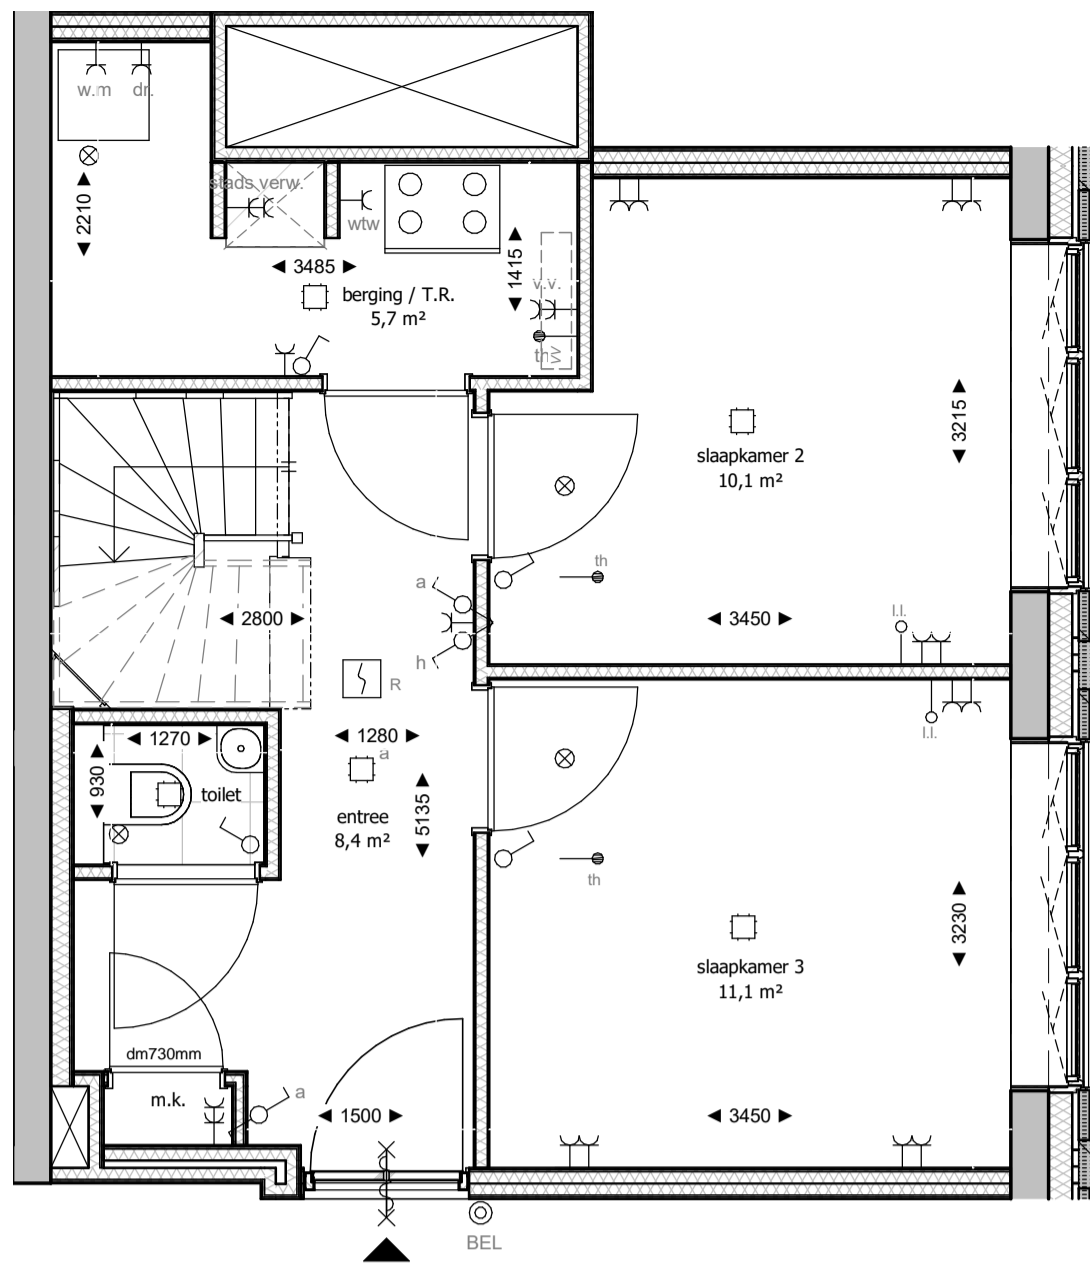 w.m dr.
stads verw.
wtw
2210
3485
1415
v.v.
berging / T.R.
5,7 m²
th
VV
3215
slaapkamer 2
10,1 m²
th
a
2800
3450
l.l.
h
R
l.l.
1270
1280
a
930
toilet
entree
8,4 m²
5135
th
3230
slaapkamer 3
11,1 m²
dm730mm
m.k.
a
1500
3450
BEL